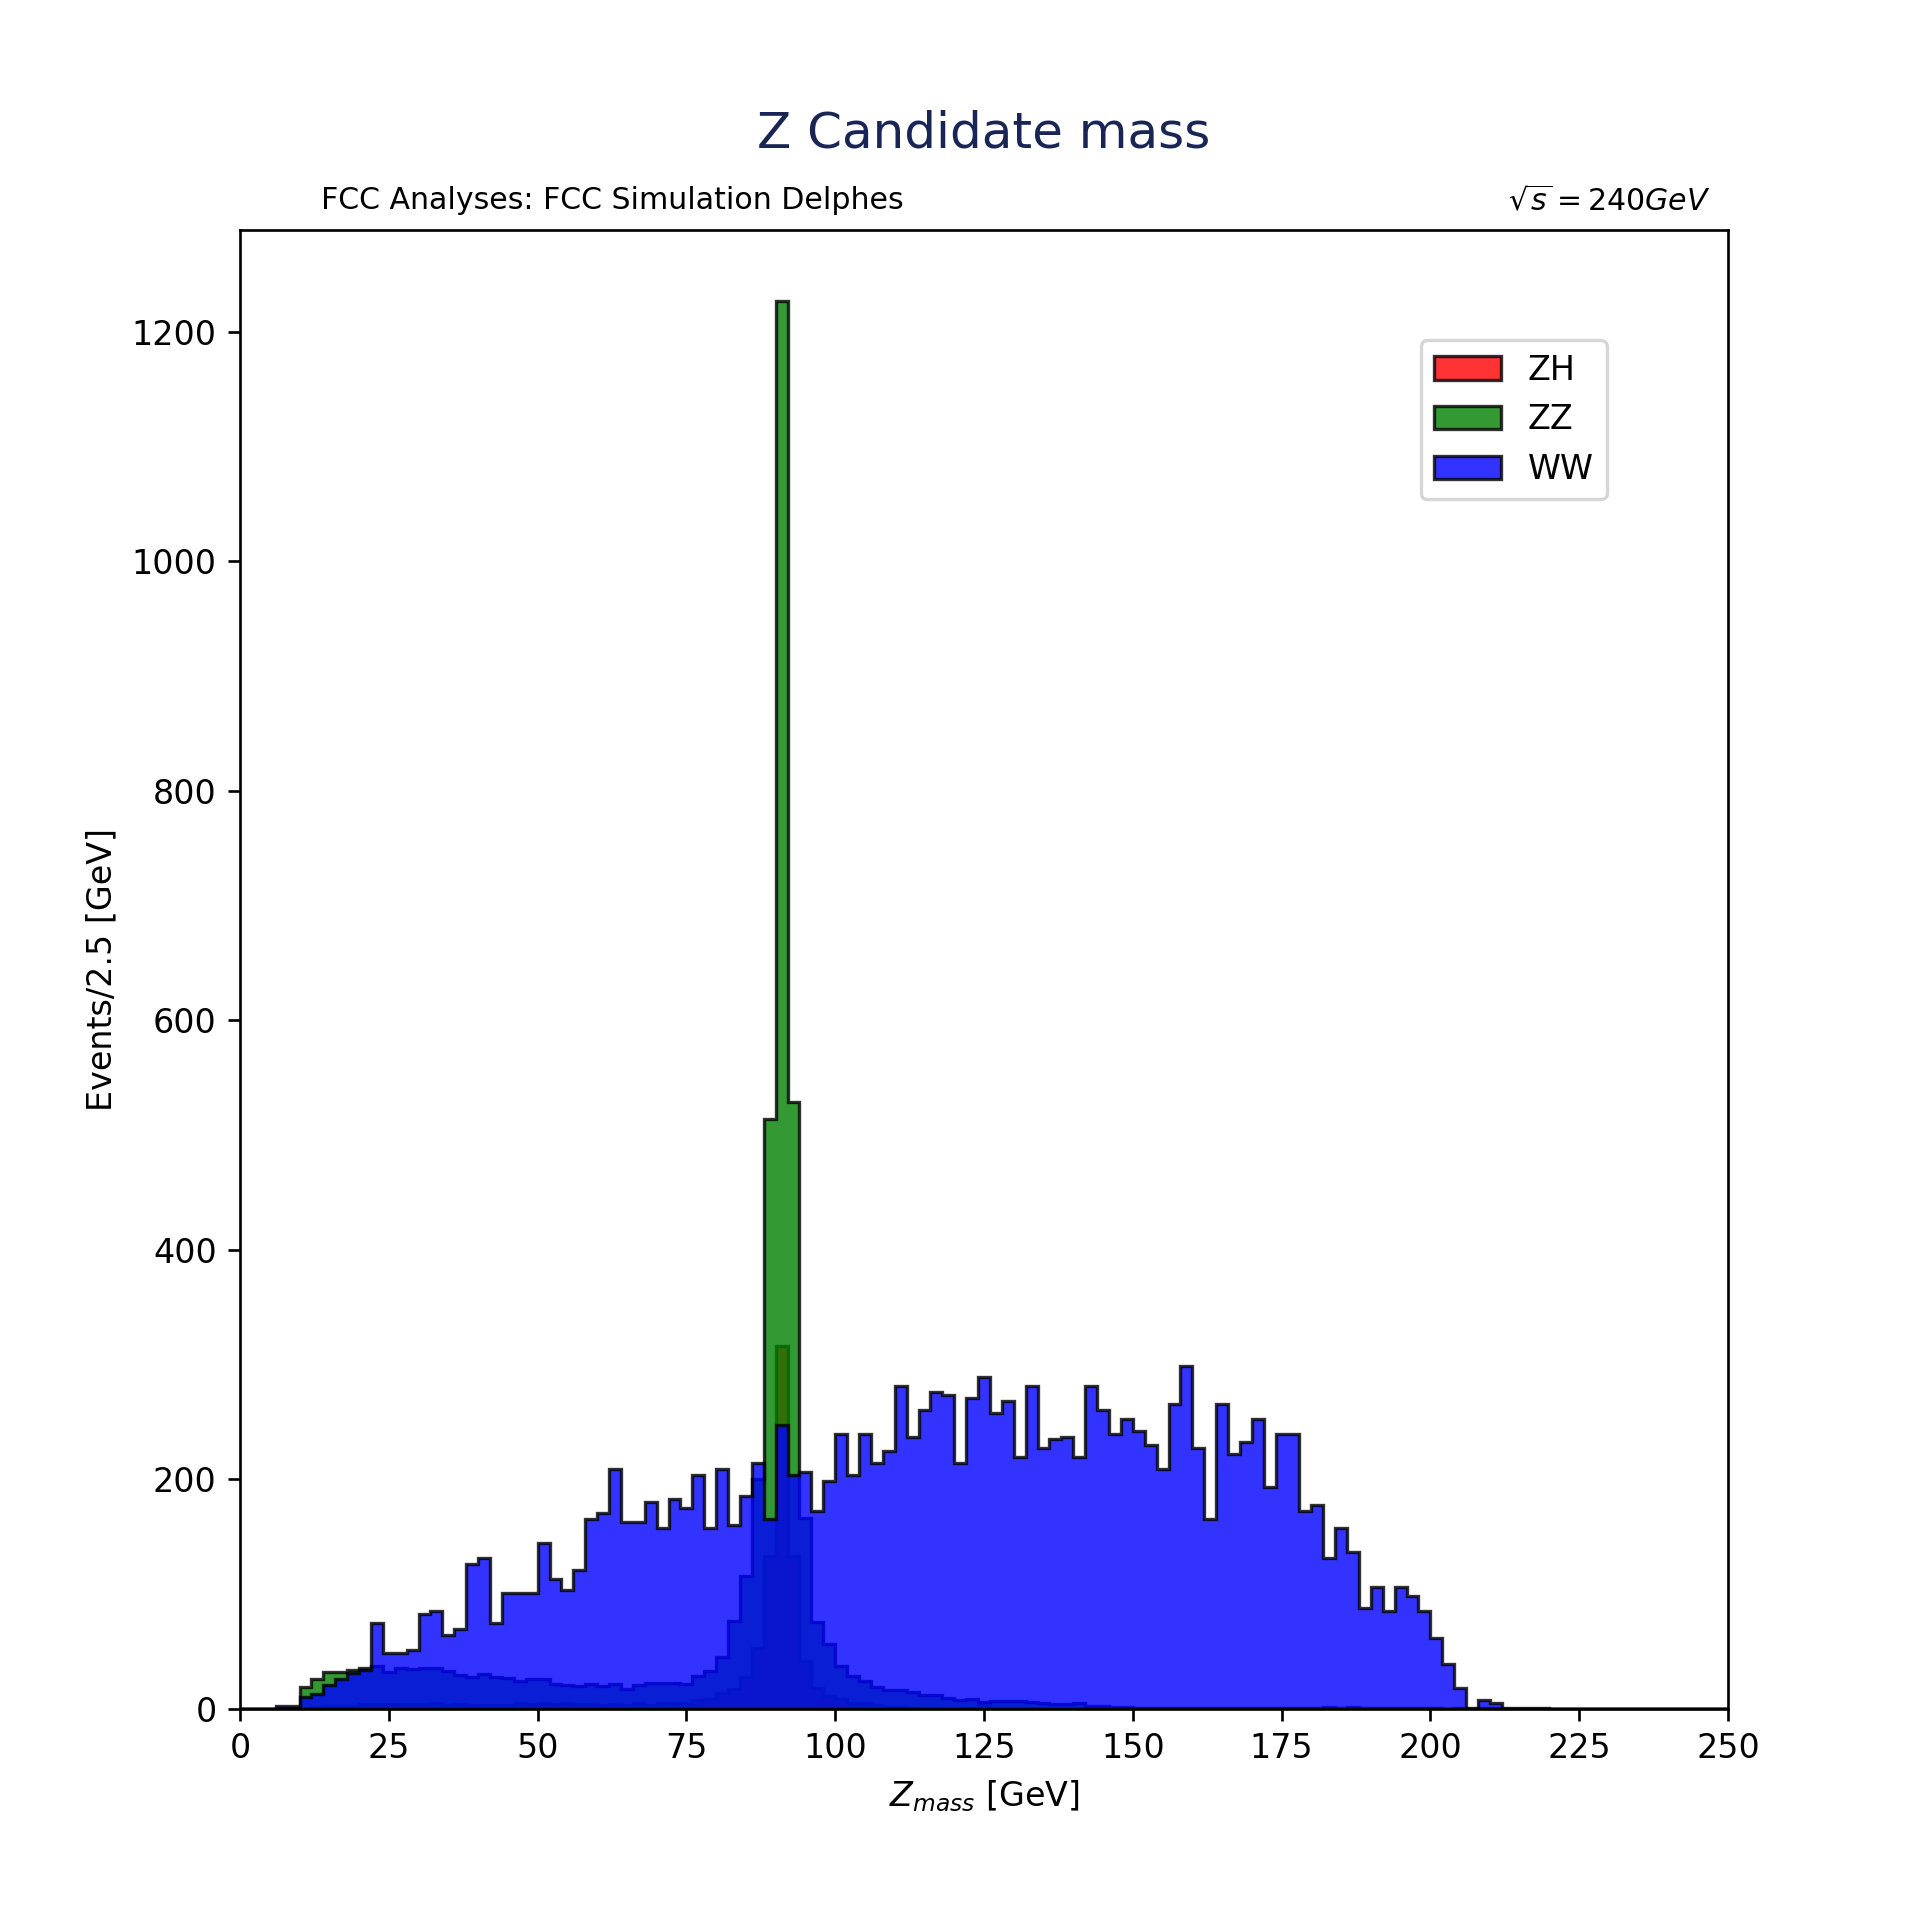 Z Candidate mass
FCC Analyses: FCC Simulation Delphes
√s = 240GeV
ZH
ZZ
WW
1200
1000
800
600
400
200
0
Events/2.5 [GeV]
0 25 50 75 100 125 150 175 200 225 250
Zmass [GeV]